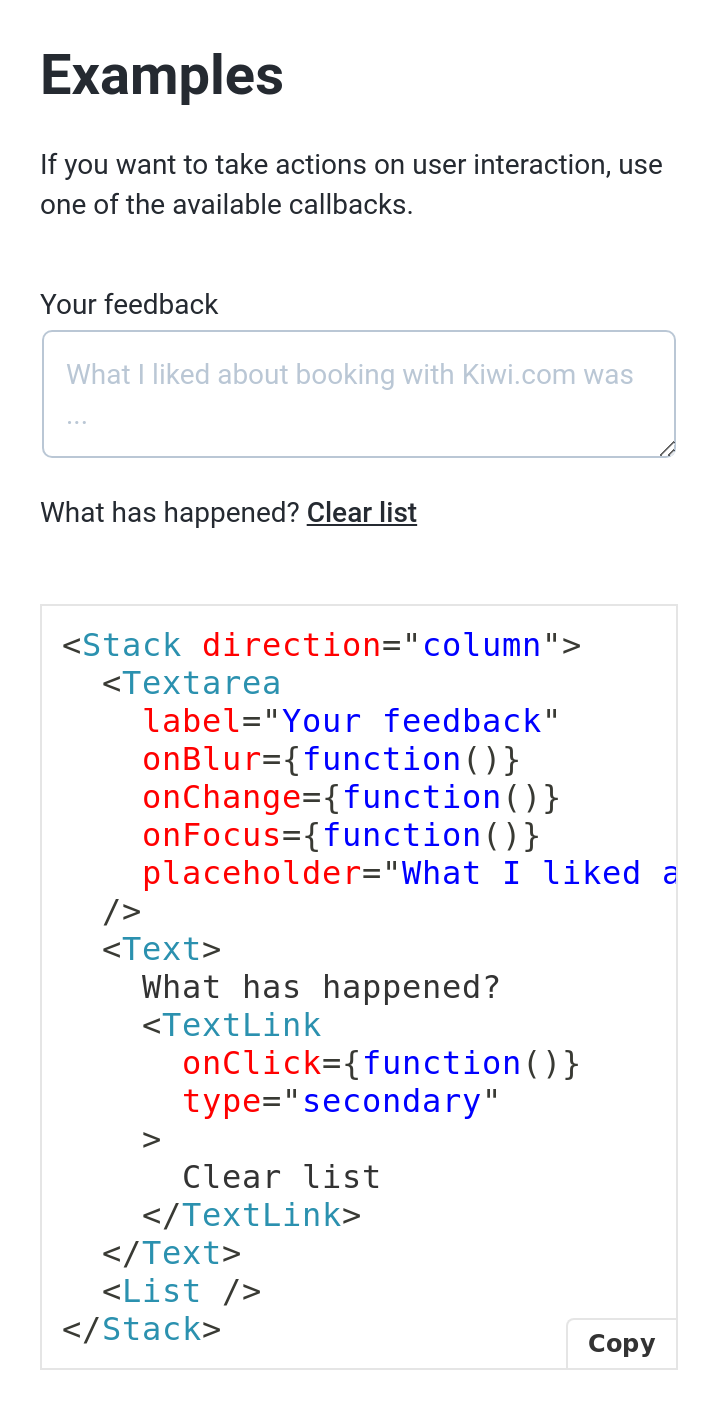 Examples
If you want to take actions on user interaction, use
one of the available callbacks.
Your feedback
What I liked about booking with Kiwi.com was
...
What has happened? Clear list
<Stack direction="column">
  <Textarea
    label="Your feedback"
    onBlur={function()}
    onChange={function()}
    onFocus={function()}
    placeholder="What I liked a
  />
  <Text>
    What has happened?
    <TextLink
      onClick={function()}
      type="secondary"
    >
      Clear list
    </TextLink>
  </Text>
  <List />
</Stack>
Copy